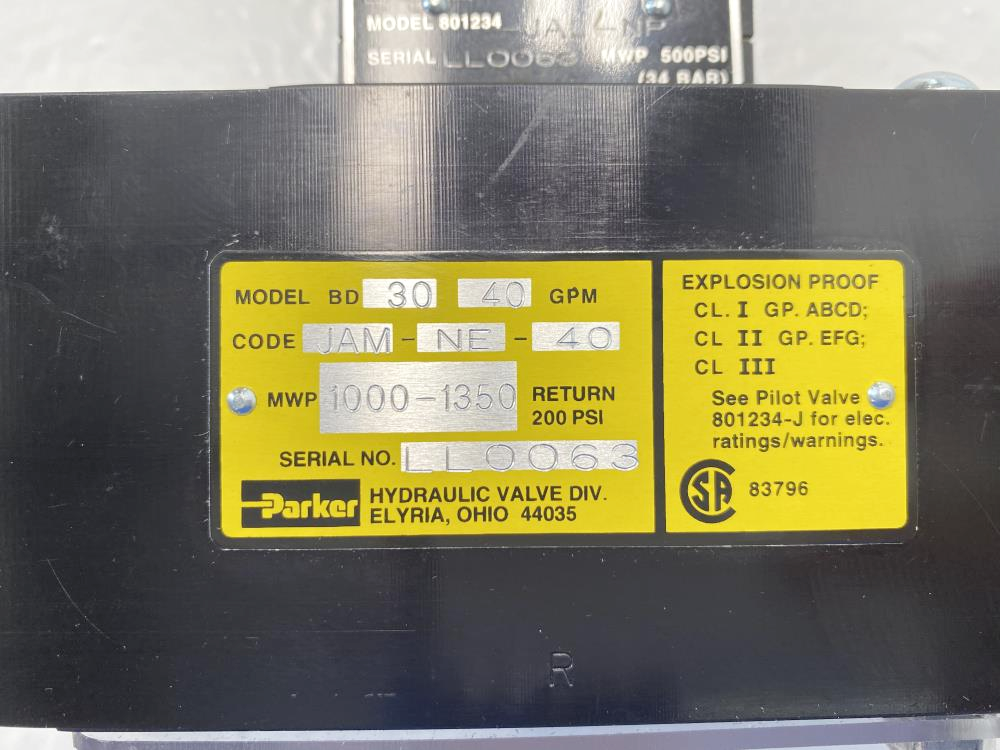 MODEL 801234
SERIAL LL0063 MWP 500PSI
(34 BAR)
MODEL BD 30 40 GPM
CODE JAM - NE - 40
MWP 1000-1350 RETURN
200 PSI
SERIAL NO. LL0063
Parker HYDRAULIC VALVE DIV.
ELYRIA, OHIO 44035
EXPLOSION PROOF
CL. I GP. ABCD;
CL II GP. EFG;
CL III
See Pilot Valve
801234-J for elec.
ratings/warnings.
CSA 83796
R